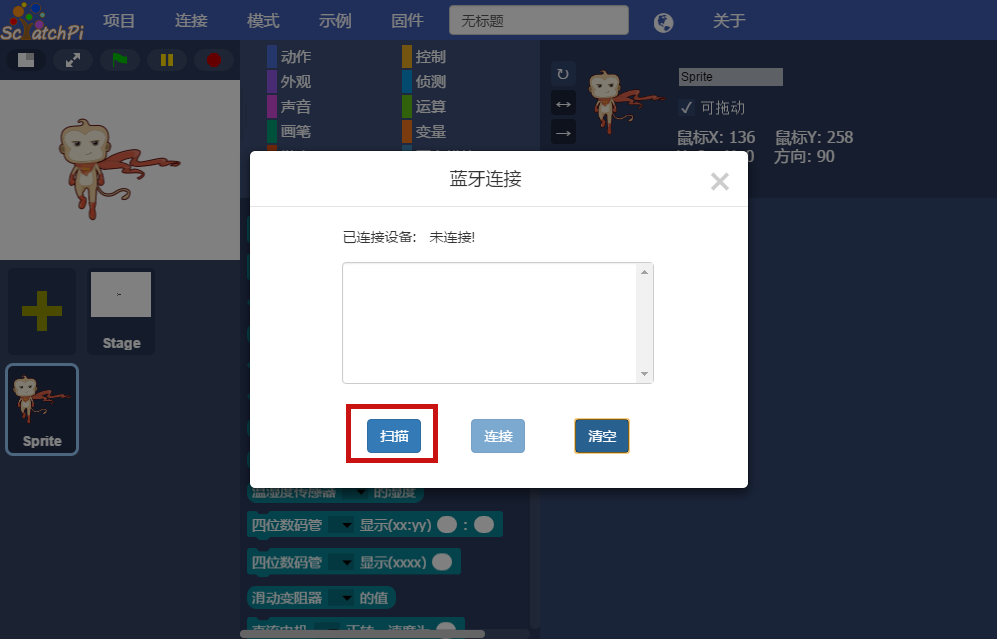 ScratchPi 项目 连接 模式 示例 固件 无标题 关于
动作 控制
外观 侦测
声音 运算
画笔 变量
Sprite
可拖动
鼠标X: 136 鼠标Y: 258
方向: 90
蓝牙连接
已连接设备: 未连接!
扫描 连接 清空
Stage
Sprite
温湿度传感器 的湿度
四位数码管 显示(xx:yy) :
四位数码管 显示(xxxx)
滑动变阻器 的值